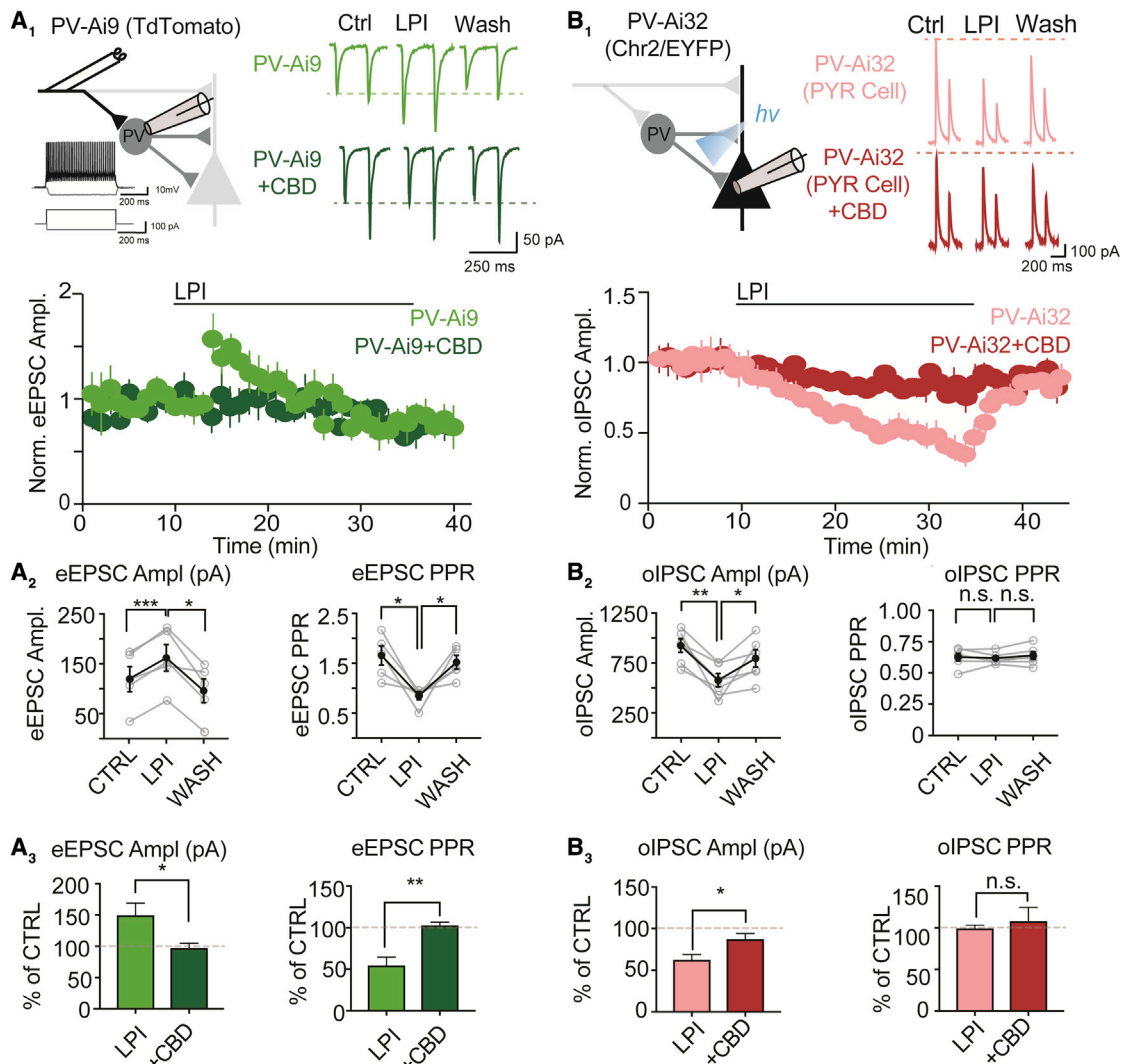 A1 PV-Ai9 (TdTomato)
Ctrl LPI Wash
PV-Ai9
PV
10mV
200 ms
100 pA
200 ms
PV-Ai9
+CBD
50 pA
250 ms
LPI
PV-Ai9
PV-Ai9+CBD
Norm. eEPSC Ampl.
2
1
0
0 10 20 30 40
Time (min)
B1 PV-Ai32
(Chr2/EYFP)
Ctrl LPI Wash
PV-Ai32
(PYR Cell)
hv
PV
PV-Ai32
(PYR Cell)
+CBD
100 pA
200 ms
LPI
PV-Ai32
PV-Ai32+CBD
Norm. oIPSC Ampl.
1.5
1.0
0.5
0
0 10 20 30 40
Time (min)
A2 eEPSC Ampl (pA)
*** *
eEPSC Ampl.
250
150
50
CTRL LPI WASH
eEPSC PPR
* *
eEPSC PPR
2.5
1.5
0.5
CTRL LPI WASH
B2 oIPSC Ampl (pA)
** *
oIPSC Ampl.
1250
750
250
CTRL LPI WASH
oIPSC PPR
n.s. n.s.
oIPSC PPR
1.00
0.75
0.50
0.25
0
CTRL LPI WASH
A3 eEPSC Ampl (pA)
*
% of CTRL
200
150
100
50
0
LPI +CBD
eEPSC PPR
**
% of CTRL
150
100
50
0
LPI +CBD
B3 oIPSC Ampl (pA)
*
% of CTRL
150
100
50
0
LPI +CBD
oIPSC PPR
n.s.
% of CTRL
150
100
50
0
LPI +CBD